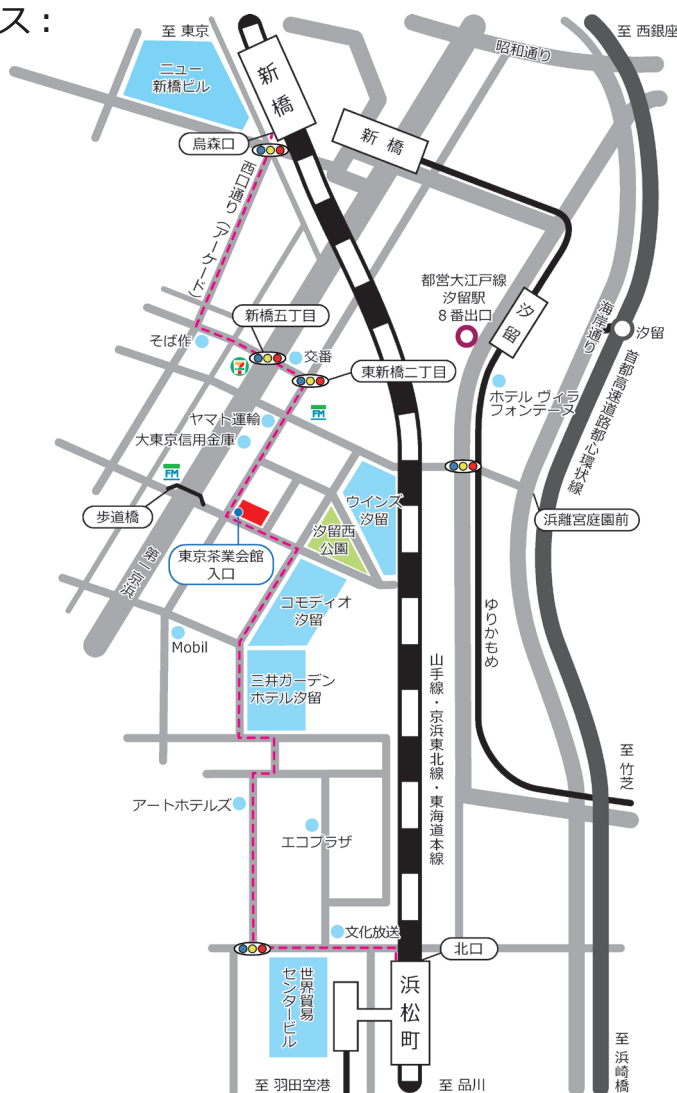 ス：
至 東京
至 西銀座
昭和通り
ニュー
新橋ビル
新橋
新橋
烏森口
西口通り（アーケード）
都営大江戸線
汐留駅
８番出口
汐留
海岸通り
汐留
首都高速道路都心環状線
新橋五丁目
そば作
交番
7
東新橋二丁目
ホテル ヴィラ
フォンテーヌ
FM
ヤマト運輸
大東京信用金庫
FM
ウインズ
汐留
歩道橋
汐留西
公園
浜離宮庭園前
東京茶業会館
入口
第一京浜
コモディオ
汐留
ゆりかもめ
Mobil
三井ガーデン
ホテル汐留
山手線・京浜東北線・東海道本線
至 竹芝
アートホテルズ
エコプラザ
文化放送
北口
世界貿易
センタービル
浜松町
至 浜崎橋
至 羽田空港
至 品川